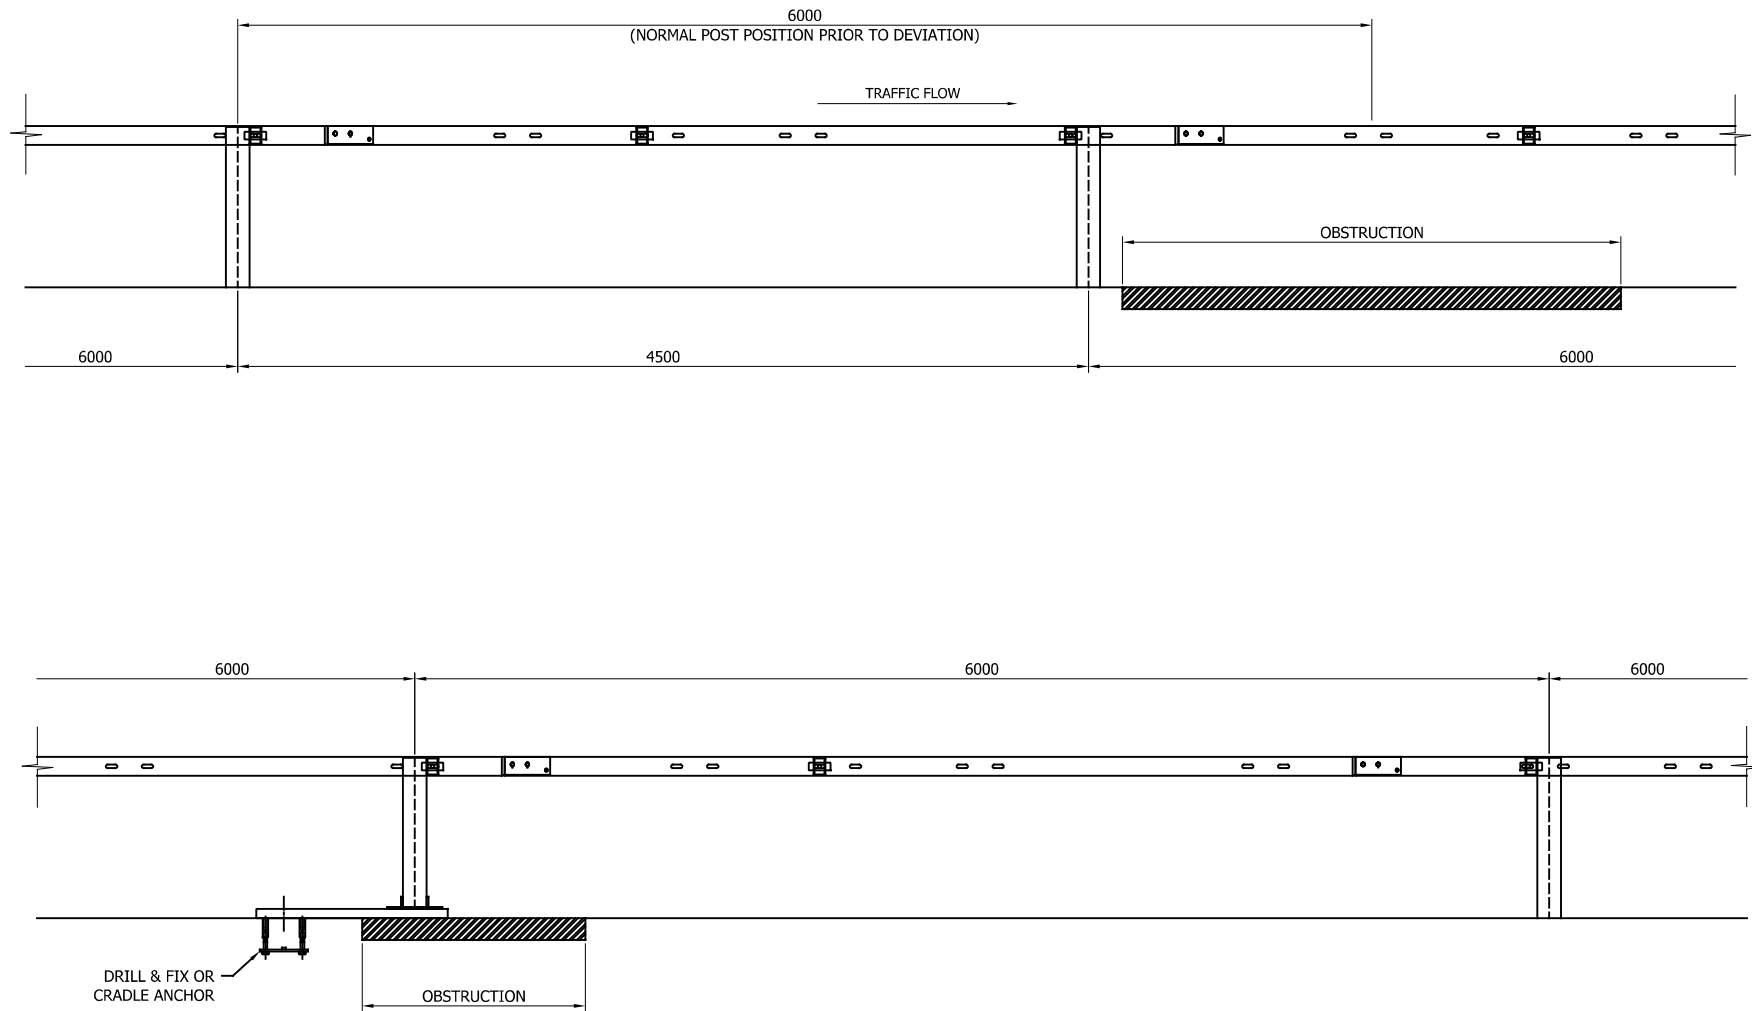 6000
(NORMAL POST POSITION PRIOR TO DEVIATION)
TRAFFIC FLOW
OBSTRUCTION
6000
4500
6000
6000
6000
6000
DRILL & FIX OR
CRADLE ANCHOR
OBSTRUCTION